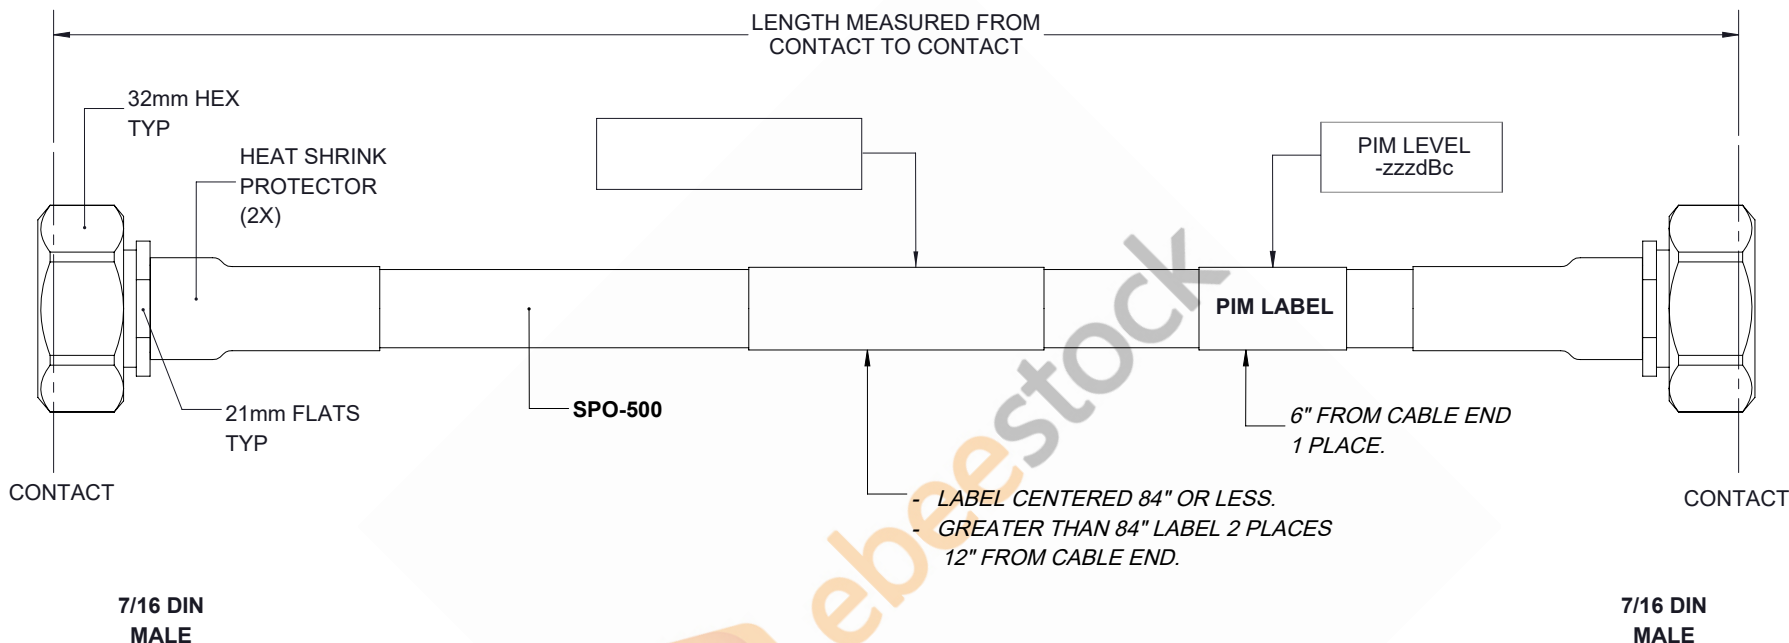 LENGTH MEASURED FROM
CONTACT TO CONTACT
32mm HEX
TYP
HEAT SHRINK
PROTECTOR
(2X)
PIM LEVEL
-zzzdBc
PIM LABEL
21mm FLATS
TYP
SPO-500
6" FROM CABLE END
1 PLACE.
CONTACT
CONTACT
- LABEL CENTERED 84" OR LESS.
- GREATER THAN 84" LABEL 2 PLACES
12" FROM CABLE END.
7/16 DIN
MALE
7/16 DIN
MALE
ebeestock